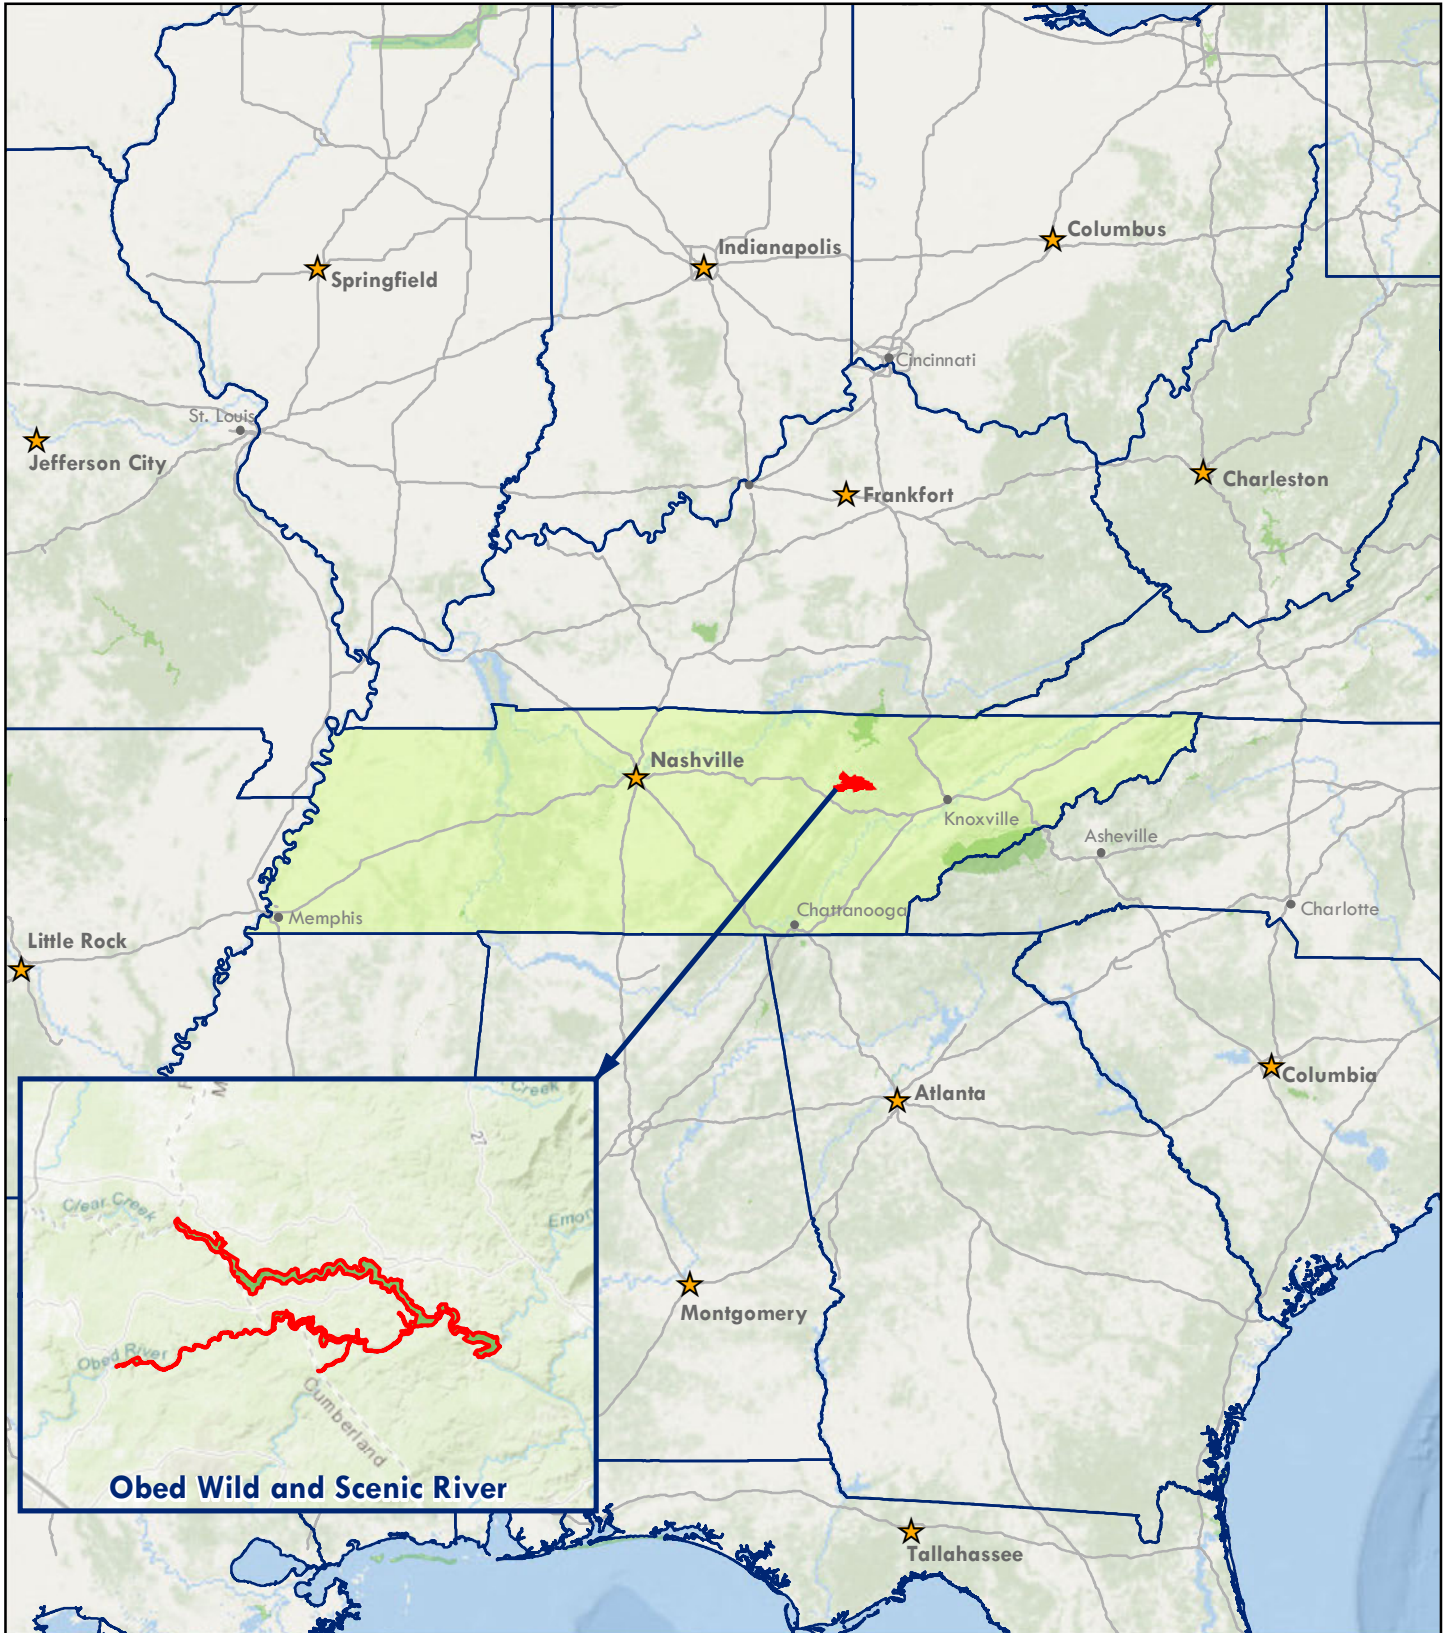 Columbus
Indianapolis
Springfield
Cincinnati
St. Louis
Jefferson City
Charleston
Frankfort
Nashville
Knoxville
Asheville
Chattanooga
Charlotte
Memphis
Little Rock
Columbia
Atlanta
Creek
27
Clear Creek
Emory
Montgomery
Obed River
Cumberland
Obed Wild and Scenic River
Tallahassee